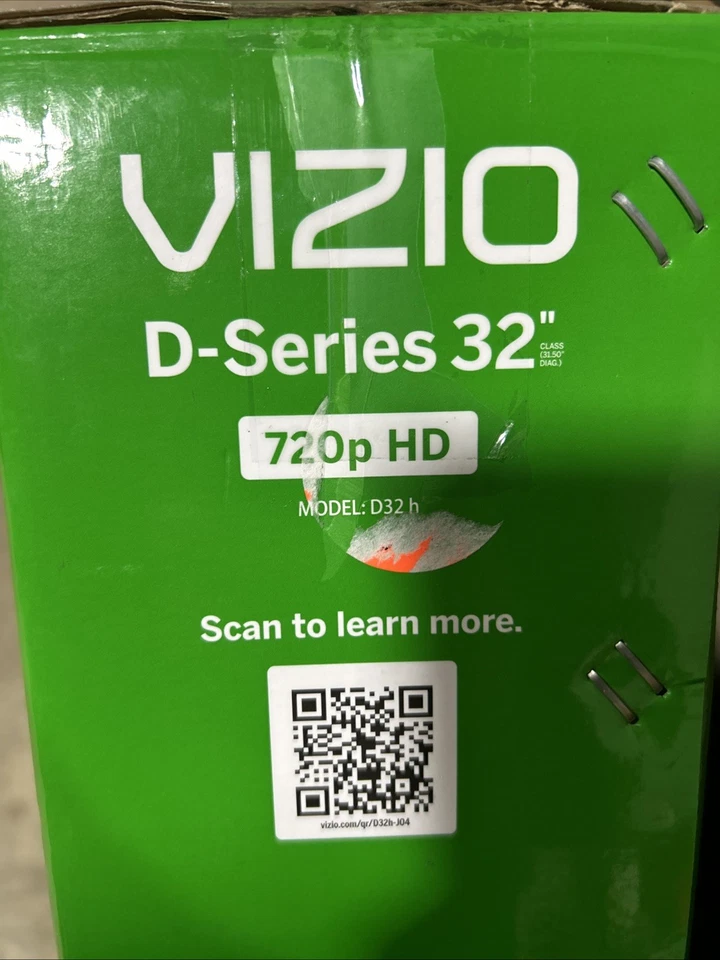 VIZIO
D-Series 32"
CLASS
(31.50"
DIAG.)
720p HD
MODEL: D32 h
Scan to learn more.
vizio.com/qr/D32h-J04